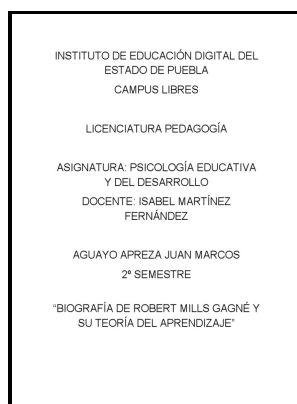 INSTITUTO DE EDUCACIÓN DIGITAL DEL
ESTADO DE PUEBLA
CAMPUS LIBRES
LICENCIATURA PEDAGOGÍA
ASIGNATURA: PSICOLOGÍA EDUCATIVA
Y DEL DESARROLLO
DOCENTE: ISABEL MARTÍNEZ
FERNÁNDEZ
AGUAYO APREZA JUAN MARCOS
2º SEMESTRE
“BIOGRAFÍA DE ROBERT MILLS GAGNÉ Y
SU TEORÍA DEL APRENDIZAJE”